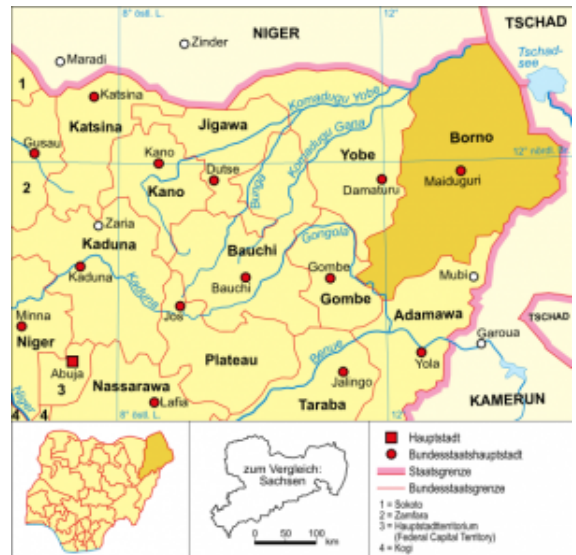 8° östl. L.
12°
TSCHAD
NIGER
Zinder
Maradi
Tschad-
see
1
Katsina
Katsina
Jigawa
Komadugu Yobe
Komadugu Gana
Borno
Gusau
Kano
Dutse
Yobe
12° nördl. Br.
2
Kano
Bunga
Damaturu
Maiduguri
Zaria
Kaduna
Bauchi
Gongola
Kaduna
Kaduna
Bauchi
Gombe
Mubi
Minna
Jos
Gombe
Adamawa
Niger
Garoua
Plateau
Benue
Abuja
Yola
3
Nassarawa
Jalingo
KAMERUN
Niger
Lafia
Taraba
4
4
8° östl. L.
12°
zum Vergleich:
Sachsen
0
50
100
km
Hauptstadt
Bundesstaatshauptstadt
Staatsgrenze
Bundesstaatsgrenze
1 = Sokoto
2 = Zamfara
3 = Hauptstadtterritorium
(Federal Capital Territory)
4 = Kogi